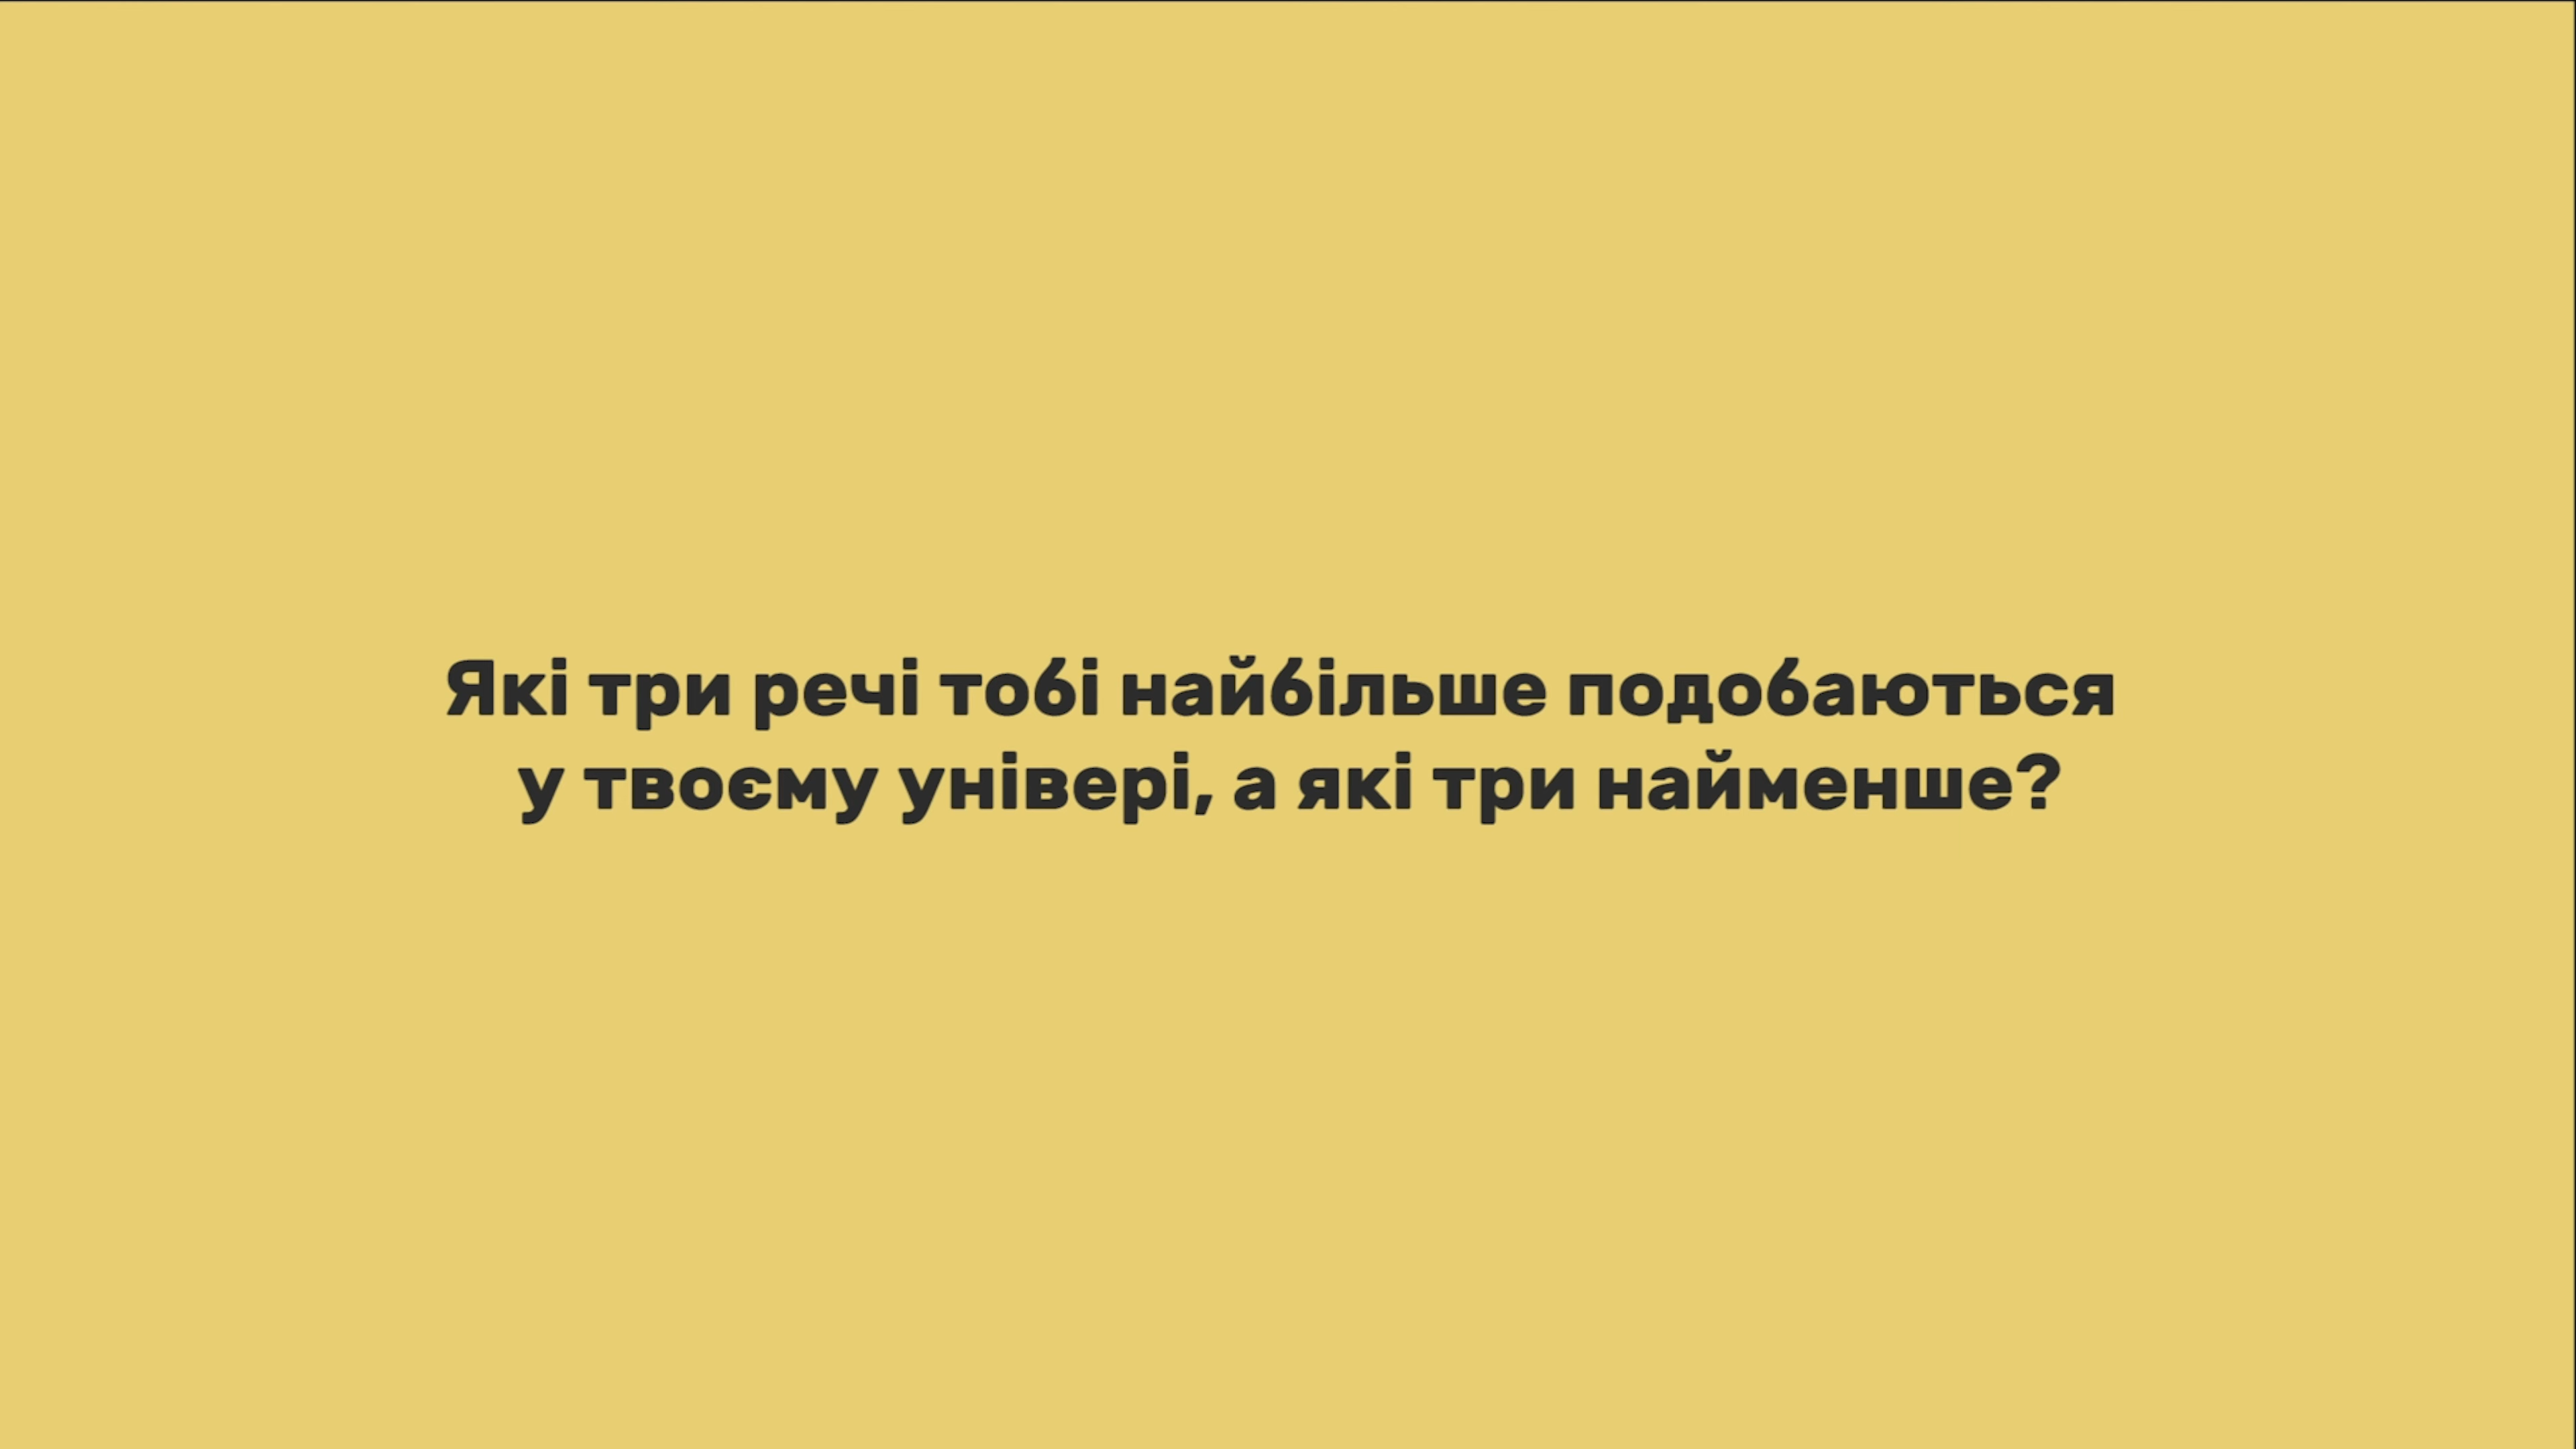 Які три речі тобі найбільше подобаються
у твоєму універі, а які три найменше?